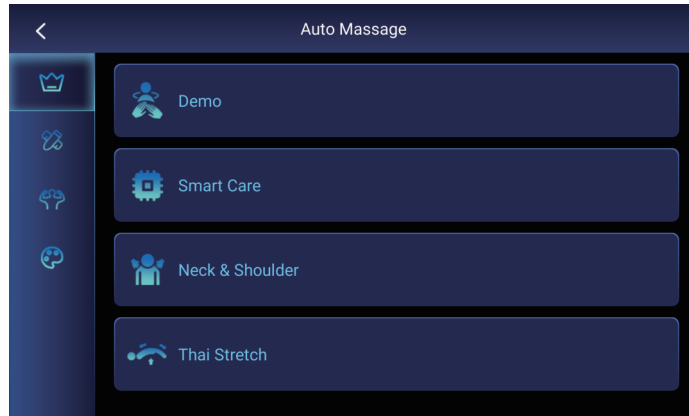 Auto Massage
Demo
Smart Care
Neck & Shoulder
Thai Stretch